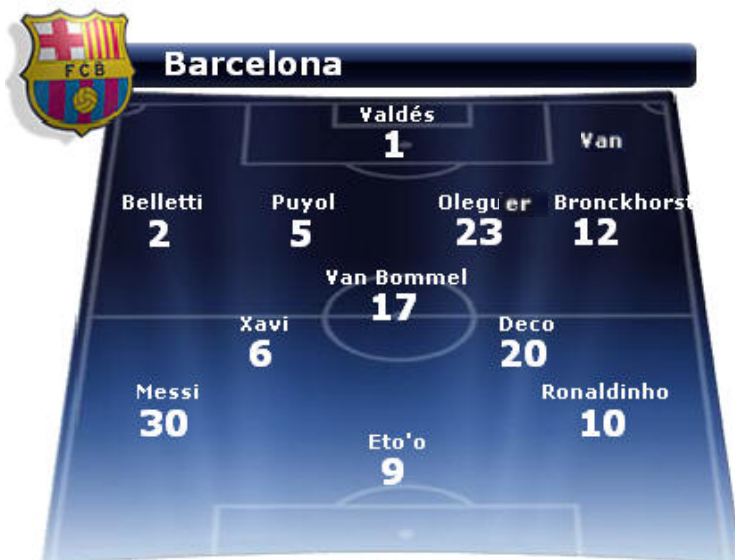 FCB
Barcelona
Valdés
1
Van
Belletti
Puyol
Oleguer
Bronckhorst
2
5
23
12
Van Bommel
17
Xavi
Deco
6
20
Messi
Ronaldinho
30
10
Eto'o
9